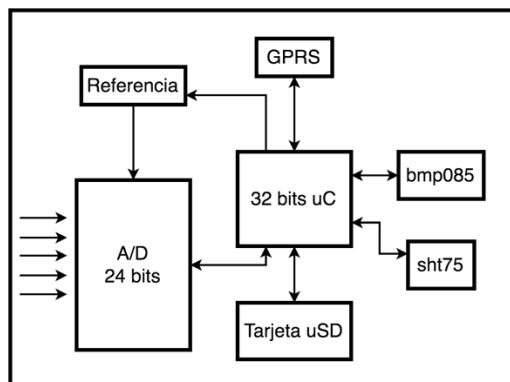 GPRS
Referencia
32 bits uC
bmp085
A/D
24 bits
sht75
Tarjeta uSD